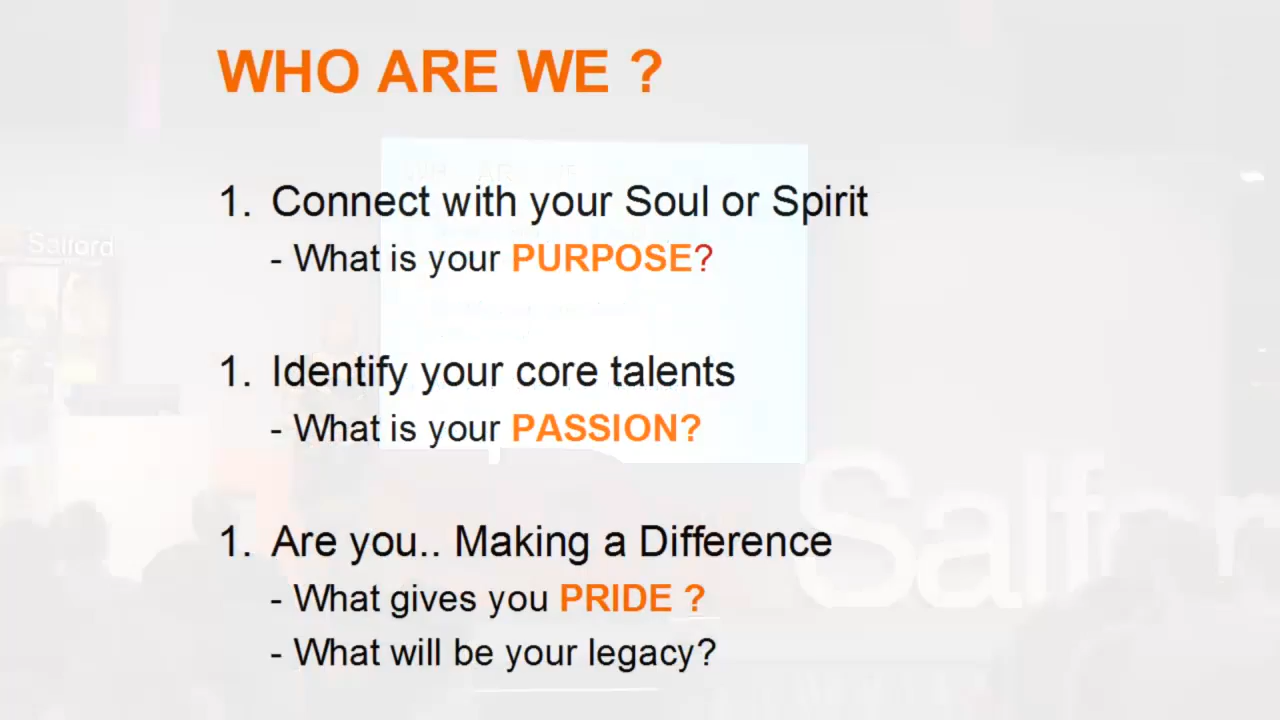 WHO ARE WE ?
1. Connect with your Soul or Spirit
- What is your PURPOSE?
Salford
1. Identify your core talents
- What is your PASSION?
1. Are you.. Making a Difference
Salfor
- What gives you PRIDE ?
- What will be your legacy?